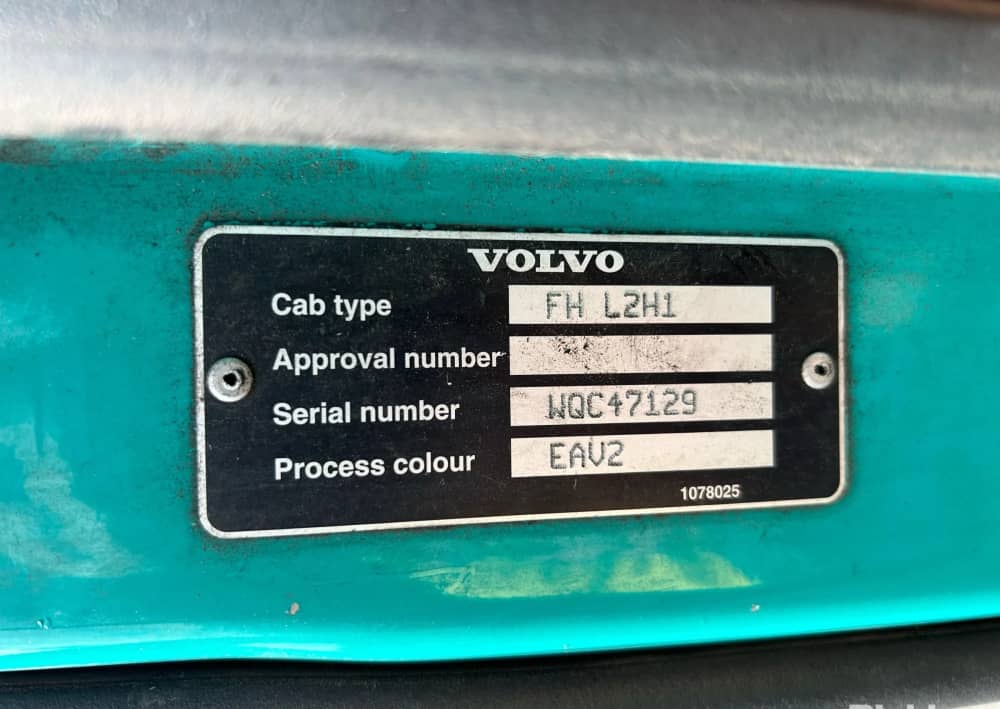 VOLVO
Cab type FH L2H1
Approval number
Serial number WQC47129
Process colour EAV2
1078025